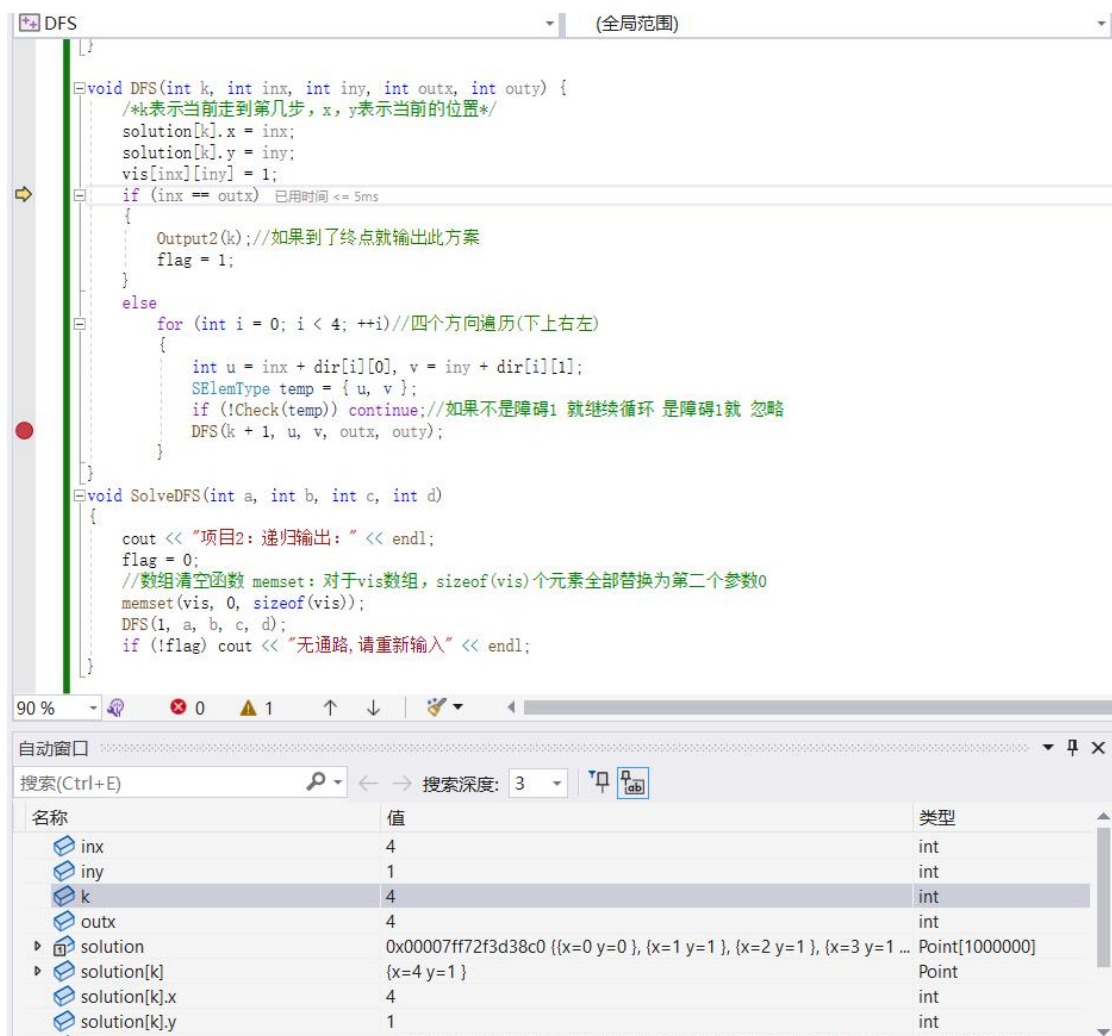 DFS (全局范围)
}
void DFS(int k, int inx, int iny, int outx, int outy) {
/*k表示当前走到第几步，x，y表示当前的位置*/
solution[k].x = inx;
solution[k].y = iny;
vis[inx][iny] = 1;
if (inx == outx) 已用时间 <= 5ms
{
Output2(k);//如果到了终点就输出此方案
flag = 1;
}
else
for (int i = 0; i < 4; ++i)//四个方向遍历(下上右左)
{
int u = inx + dir[i][0], v = iny + dir[i][1];
SElemType temp = { u, v };
if (!Check(temp)) continue;//如果不是障碍1 就继续循环 是障碍1就 忽略
DFS(k + 1, u, v, outx, outy);
}
}
void SolveDFS(int a, int b, int c, int d)
{
cout << "项目2：递归输出：" << endl;
flag = 0;
//数组清空函数 memset：对于vis数组，sizeof(vis)个元素全部替换为第二个参数0
memset(vis, 0, sizeof(vis));
DFS(1, a, b, c, d);
if (!flag) cout << "无通路,请重新输入" << endl;
}
90 % 0 1
自动窗口
搜索(Ctrl+E) 搜索深度: 3
名称 值 类型
inx 4 int
iny 1 int
k 4 int
outx 4 int
solution 0x00007ff72f3d38c0 {{x=0 y=0 }, {x=1 y=1 }, {x=2 y=1 }, {x=3 y=1 ... Point[1000000]
solution[k] {x=4 y=1 } Point
solution[k].x 4 int
solution[k].y 1 int